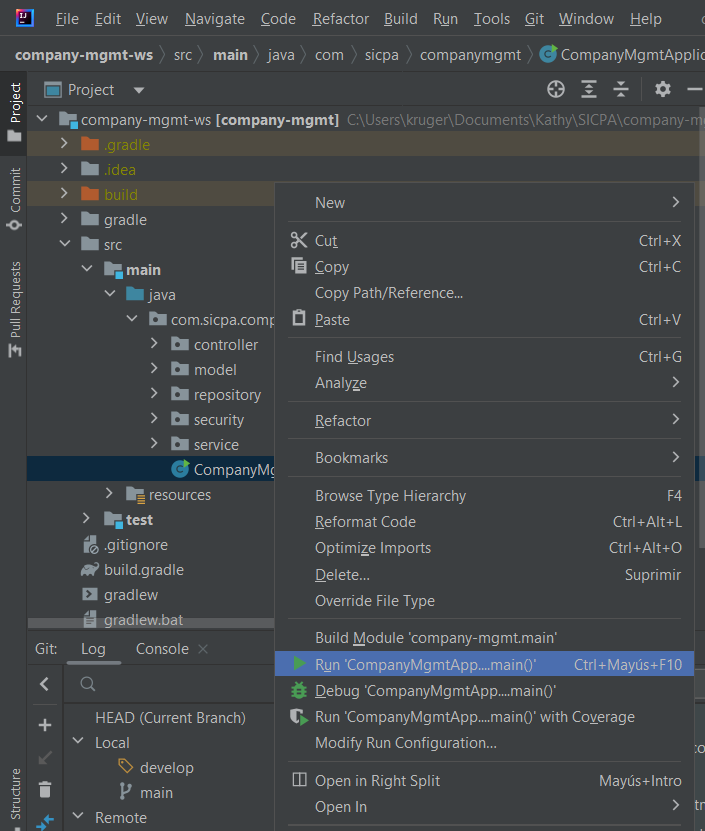 File Edit View Navigate Code Refactor Build Run Tools Git Window Help
company-mgmt-ws src main java com sicpa companymgmt CompanyMgmtApplic
Project
Project
company-mgmt-ws [company-mgmt] C:\Users\kruger\Documents\Kathy\SICPA\company-m
.gradle
.idea
build
gradle
src
main
java
com.sicpa.comp
controller
model
repository
security
service
CompanyMg
resources
test
.gitignore
build.gradle
gradlew
gradlew.bat
Commit
Pull Requests
Structure
New
Cut Ctrl+X
Copy Ctrl+C
Copy Path/Reference...
Paste Ctrl+V
Find Usages Ctrl+G
Analyze
Refactor
Bookmarks
Browse Type Hierarchy F4
Reformat Code Ctrl+Alt+L
Optimize Imports Ctrl+Alt+O
Delete... Suprimir
Override File Type
Build Module 'company-mgmt.main'
Run 'CompanyMgmtApp....main()' Ctrl+Mayús+F10
Debug 'CompanyMgmtApp....main()'
Run 'CompanyMgmtApp....main()' with Coverage
Modify Run Configuration...
Open in Right Split Mayús+Intro
Open In
Git: Log Console
HEAD (Current Branch)
Local
develop
main
Remote